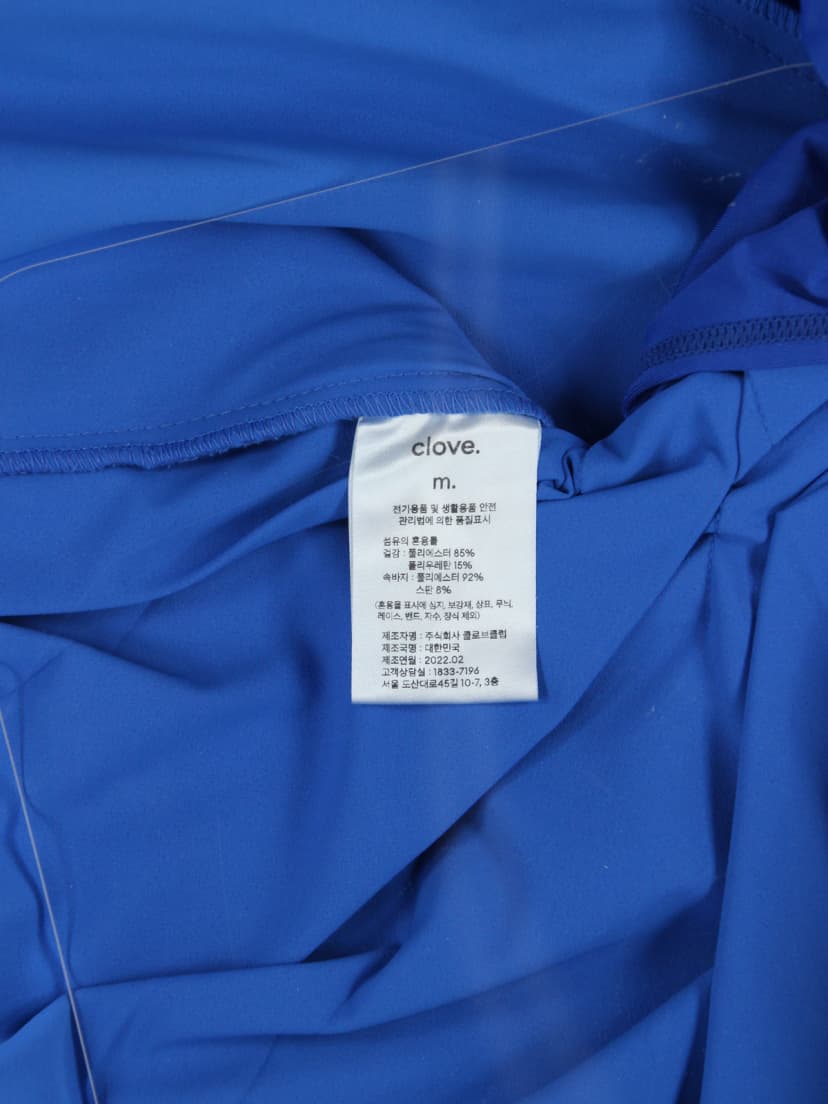 clove.
m.
전기용품 및 생활용품 안전
관리법에 의한 품질표시
섬유의 혼용률
겉감 : 폴리에스터 85%
폴리우레탄 15%
속바지 : 폴리에스터 92%
스판 8%
(혼용율 표시에 심지, 보강재, 상표, 무늬,
레이스, 밴드, 자수, 장식 제외)
제조자명 : 주식회사 클로브클럽
제조국명 : 대한민국
제조연월 : 2022.02
고객상담실 : 1833-7196
서울 도산대로45길 10-7, 3층